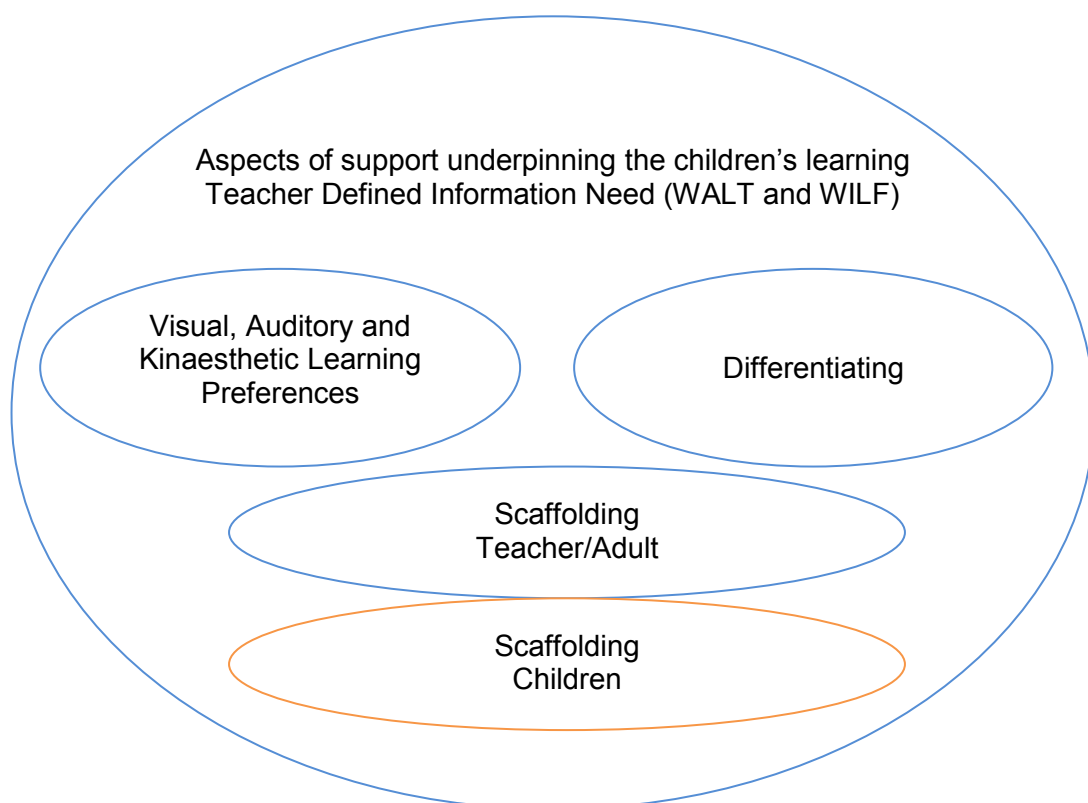 Aspects of support underpinning the children’s learning
Teacher Defined Information Need (WALT and WILF)
Visual, Auditory and
Kinaesthetic Learning
Preferences
Differentiating
Scaffolding
Teacher/Adult
Scaffolding
Children